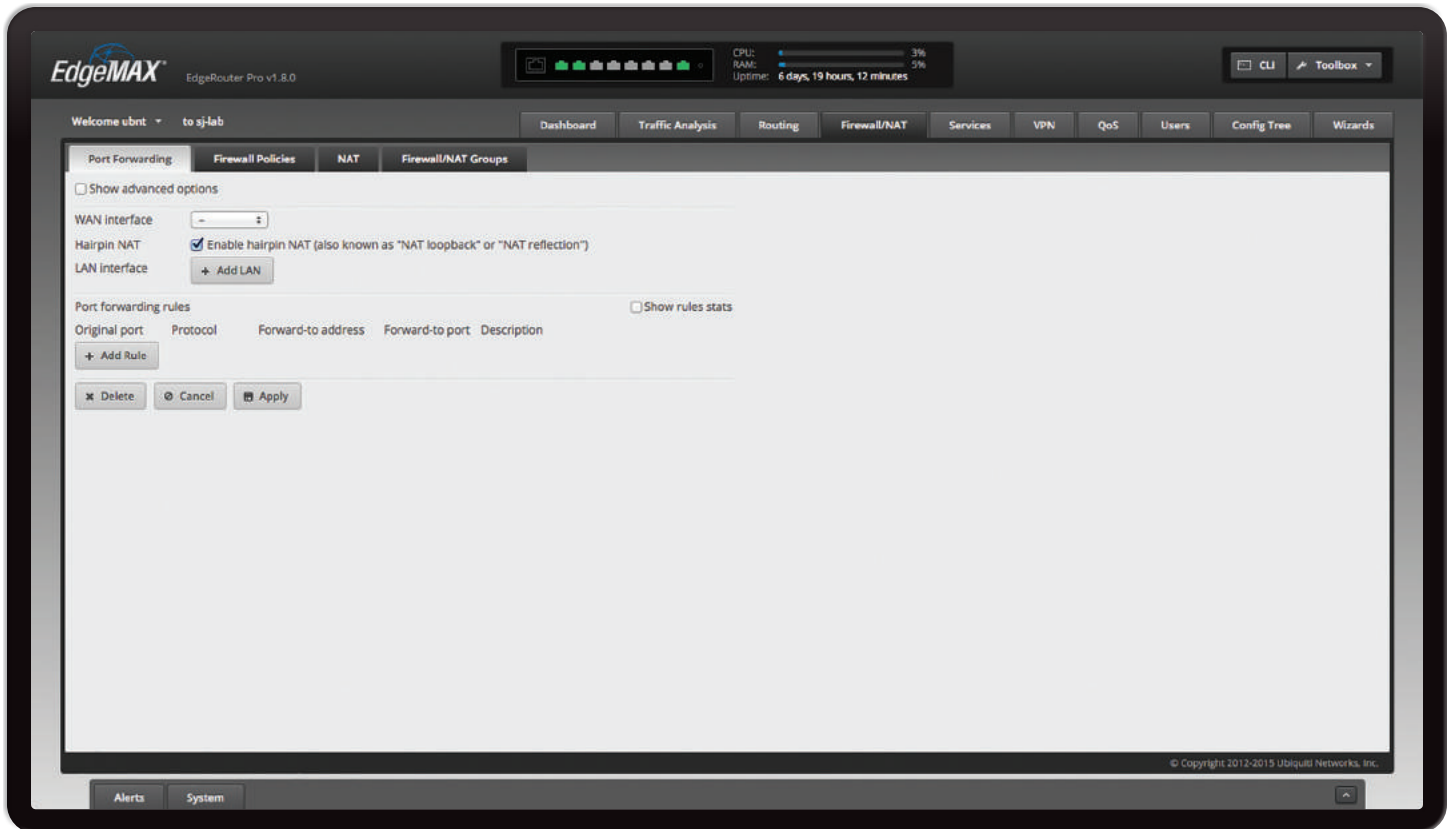 EdgeMAX
EdgeRouter Pro v1.8.0
CPU: 3%
RAM: 5%
Uptime: 6 days, 19 hours, 12 minutes
CLI
Toolbox
Welcome ubnt
to sj-lab
Dashboard
Traffic Analysis
Routing
Firewall/NAT
Services
VPN
QoS
Users
Config Tree
Wizards
Port Forwarding
Firewall Policies
NAT
Firewall/NAT Groups
Show advanced options
WAN interface -
Hairpin NAT Enable hairpin NAT (also known as "NAT loopback" or "NAT reflection")
LAN interface + Add LAN
Port forwarding rules
Show rules stats
Original port Protocol Forward-to address Forward-to port Description
+ Add Rule
Delete
Cancel
Apply
© Copyright 2012-2015 Ubiquiti Networks, Inc.
Alerts
System